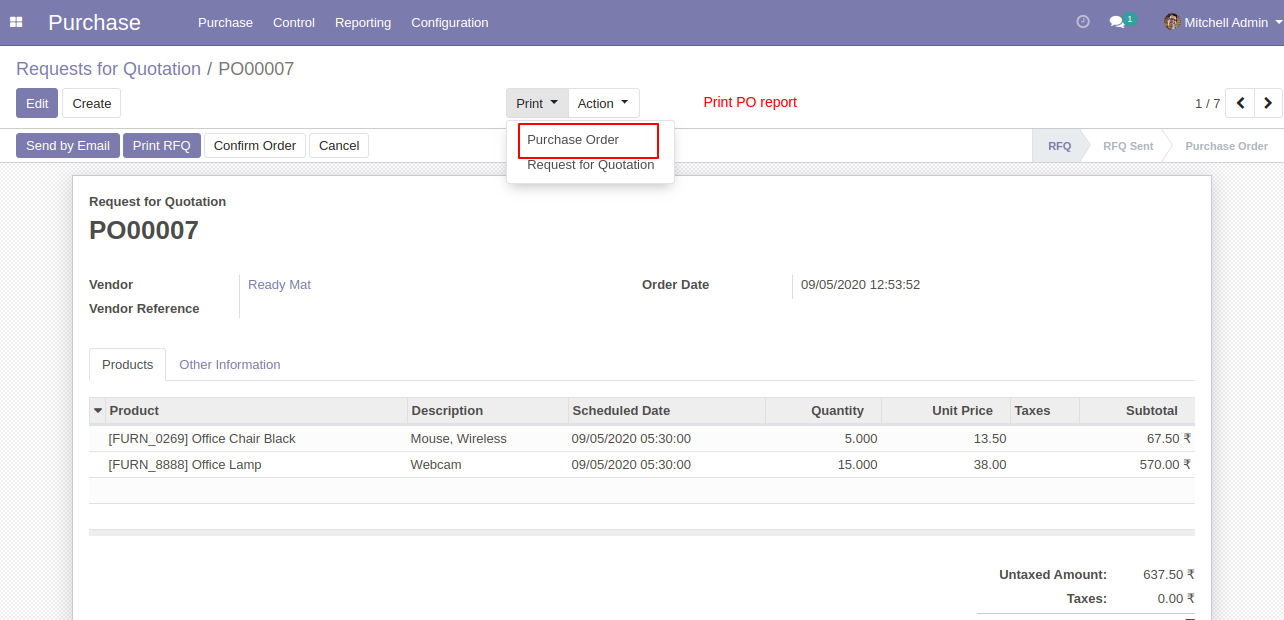 Purchase Purchase Control Reporting Configuration 1 Mitchell Admin
Requests for Quotation / PO00007
Edit Create Print Action Print PO report 1 / 7
Purchase Order
Request for Quotation
Send by Email Print RFQ Confirm Order Cancel RFQ RFQ Sent Purchase Order
Request for Quotation
PO00007
Vendor Ready Mat Order Date 09/05/2020 12:53:52
Vendor Reference
Products Other Information
Product Description Scheduled Date Quantity Unit Price Taxes Subtotal
[FURN_0269] Office Chair Black Mouse, Wireless 09/05/2020 05:30:00 5.000 13.50 67.50 ₹
[FURN_8888] Office Lamp Webcam 09/05/2020 05:30:00 15.000 38.00 570.00 ₹
Untaxed Amount: 637.50 ₹
Taxes: 0.00 ₹